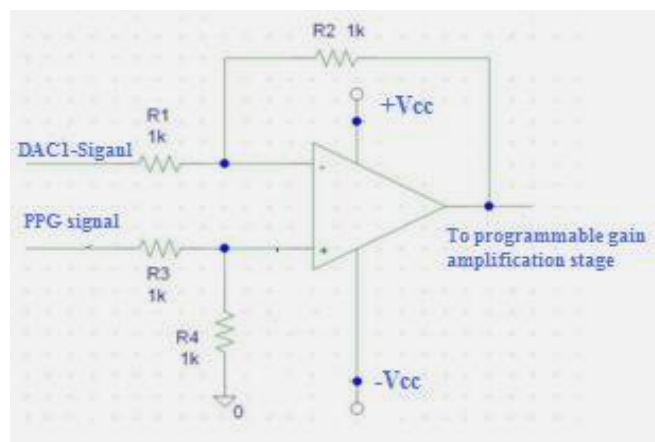 R2 1k
+Vcc
R1
1k
DAC1-Siganl
-
PPG signal
+
To programmable gain
amplification stage
R3
1k
R4
1k
-Vcc
0